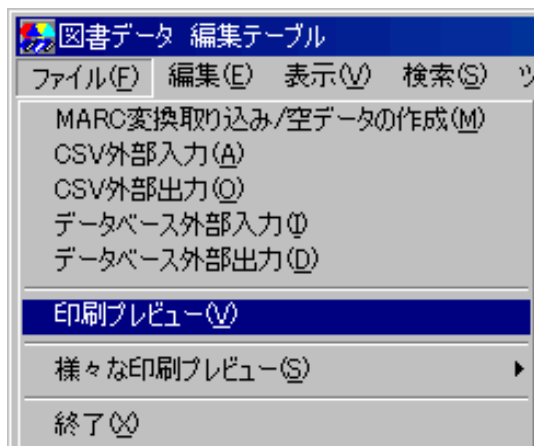 図書データ 編集テーブル
ファイル(F) 編集(E) 表示(V) 検索(S) ツ
MARC変換取り込み/空データの作成(M)
CSV外部入力(A)
CSV外部出力(O)
データベース外部入力(I)
データベース外部出力(D)
印刷プレビュー(V)
様々な印刷プレビュー(S)
終了(X)